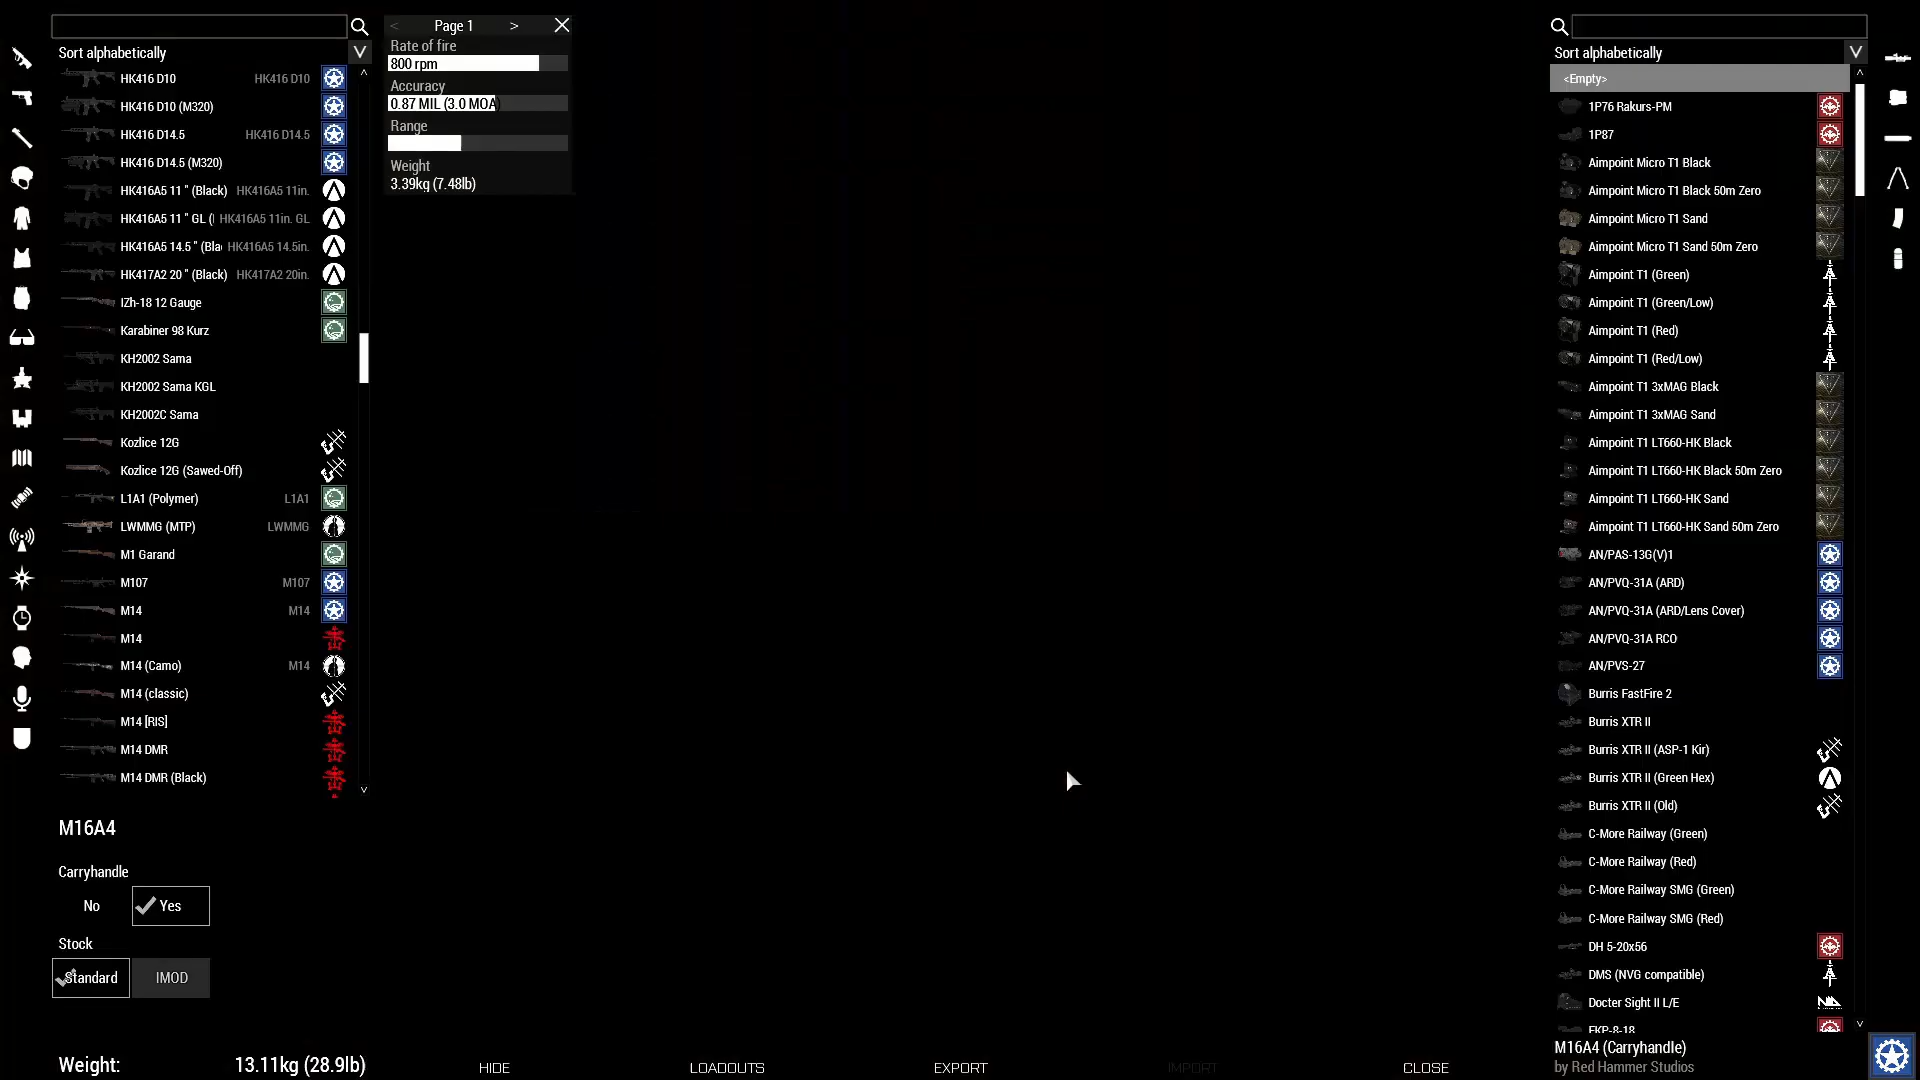 Sort alphabetically
HK416 D10 HK416 D10
HK416 D10 (M320)
HK416 D14.5 HK416 D14.5
HK416 D14.5 (M320)
HK416A5 11 " (Black) HK416A5 11in.
HK416A5 11 " GL ( HK416A5 11in. GL
HK416A5 14.5 " (Bla HK416A5 14.5in.
HK417A2 20 " (Black) HK417A2 20in.
IZh-18 12 Gauge
Karabiner 98 Kurz
KH2002 Sama
KH2002 Sama KGL
KH2002C Sama
Kozlice 12G
Kozlice 12G (Sawed-Off)
L1A1 (Polymer) L1A1
LWMMG (MTP) LWMMG
M1 Garand
M107 M107
M14 M14
M14
M14 (Camo) M14
M14 (classic)
M14 [RIS]
M14 DMR
M14 DMR (Black)
M16A4
Carryhandle
No Yes
Stock
Standard IMOD
Weight: 13.11kg (28.9lb)
< Page 1 >
Rate of fire
800 rpm
Accuracy
0.87 MIL (3.0 MOA)
Range
Weight
3.39kg (7.48lb)
HIDE LOADOUTS EXPORT IMPORT CLOSE
Sort alphabetically
<Empty>
1P76 Rakurs-PM
1P87
Aimpoint Micro T1 Black
Aimpoint Micro T1 Black 50m Zero
Aimpoint Micro T1 Sand
Aimpoint Micro T1 Sand 50m Zero
Aimpoint T1 (Green)
Aimpoint T1 (Green/Low)
Aimpoint T1 (Red)
Aimpoint T1 (Red/Low)
Aimpoint T1 3xMAG Black
Aimpoint T1 3xMAG Sand
Aimpoint T1 LT660-HK Black
Aimpoint T1 LT660-HK Black 50m Zero
Aimpoint T1 LT660-HK Sand
Aimpoint T1 LT660-HK Sand 50m Zero
AN/PAS-13G(V)1
AN/PVQ-31A (ARD)
AN/PVQ-31A (ARD/Lens Cover)
AN/PVQ-31A RCO
AN/PVS-27
Burris FastFire 2
Burris XTR II
Burris XTR II (ASP-1 Kir)
Burris XTR II (Green Hex)
Burris XTR II (Old)
C-More Railway (Green)
C-More Railway (Red)
C-More Railway SMG (Green)
C-More Railway SMG (Red)
DH 5-20x56
DMS (NVG compatible)
Docter Sight II L/E
EKP-8-18
M16A4 (Carryhandle)
by Red Hammer Studios